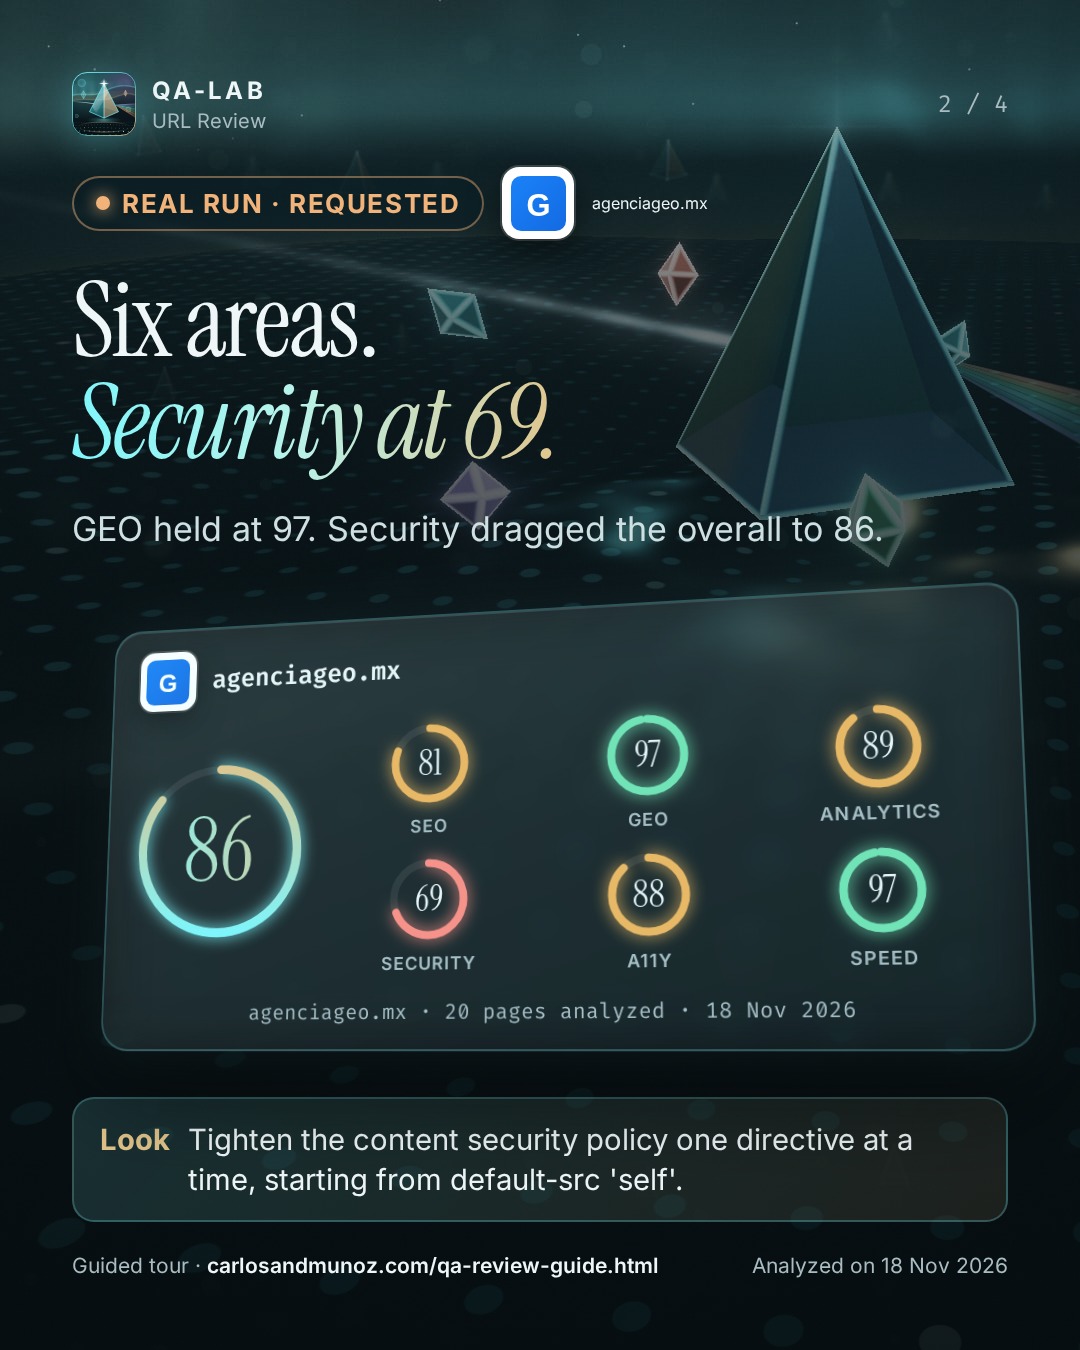 QA-LAB
URL Review
2 / 4
REAL RUN · REQUESTED
G
agenciageo.mx
Six areas.
Security at 69.
GEO held at 97. Security dragged the overall to 86.
G
agenciageo.mx
86
81
SEO
97
GEO
89
ANALYTICS
69
SECURITY
88
A11Y
97
SPEED
agenciageo.mx · 20 pages analyzed · 18 Nov 2026
Look Tighten the content security policy one directive at a
time, starting from default-src 'self'.
Guided tour · carlosandmunoz.com/qa-review-guide.html
Analyzed on 18 Nov 2026